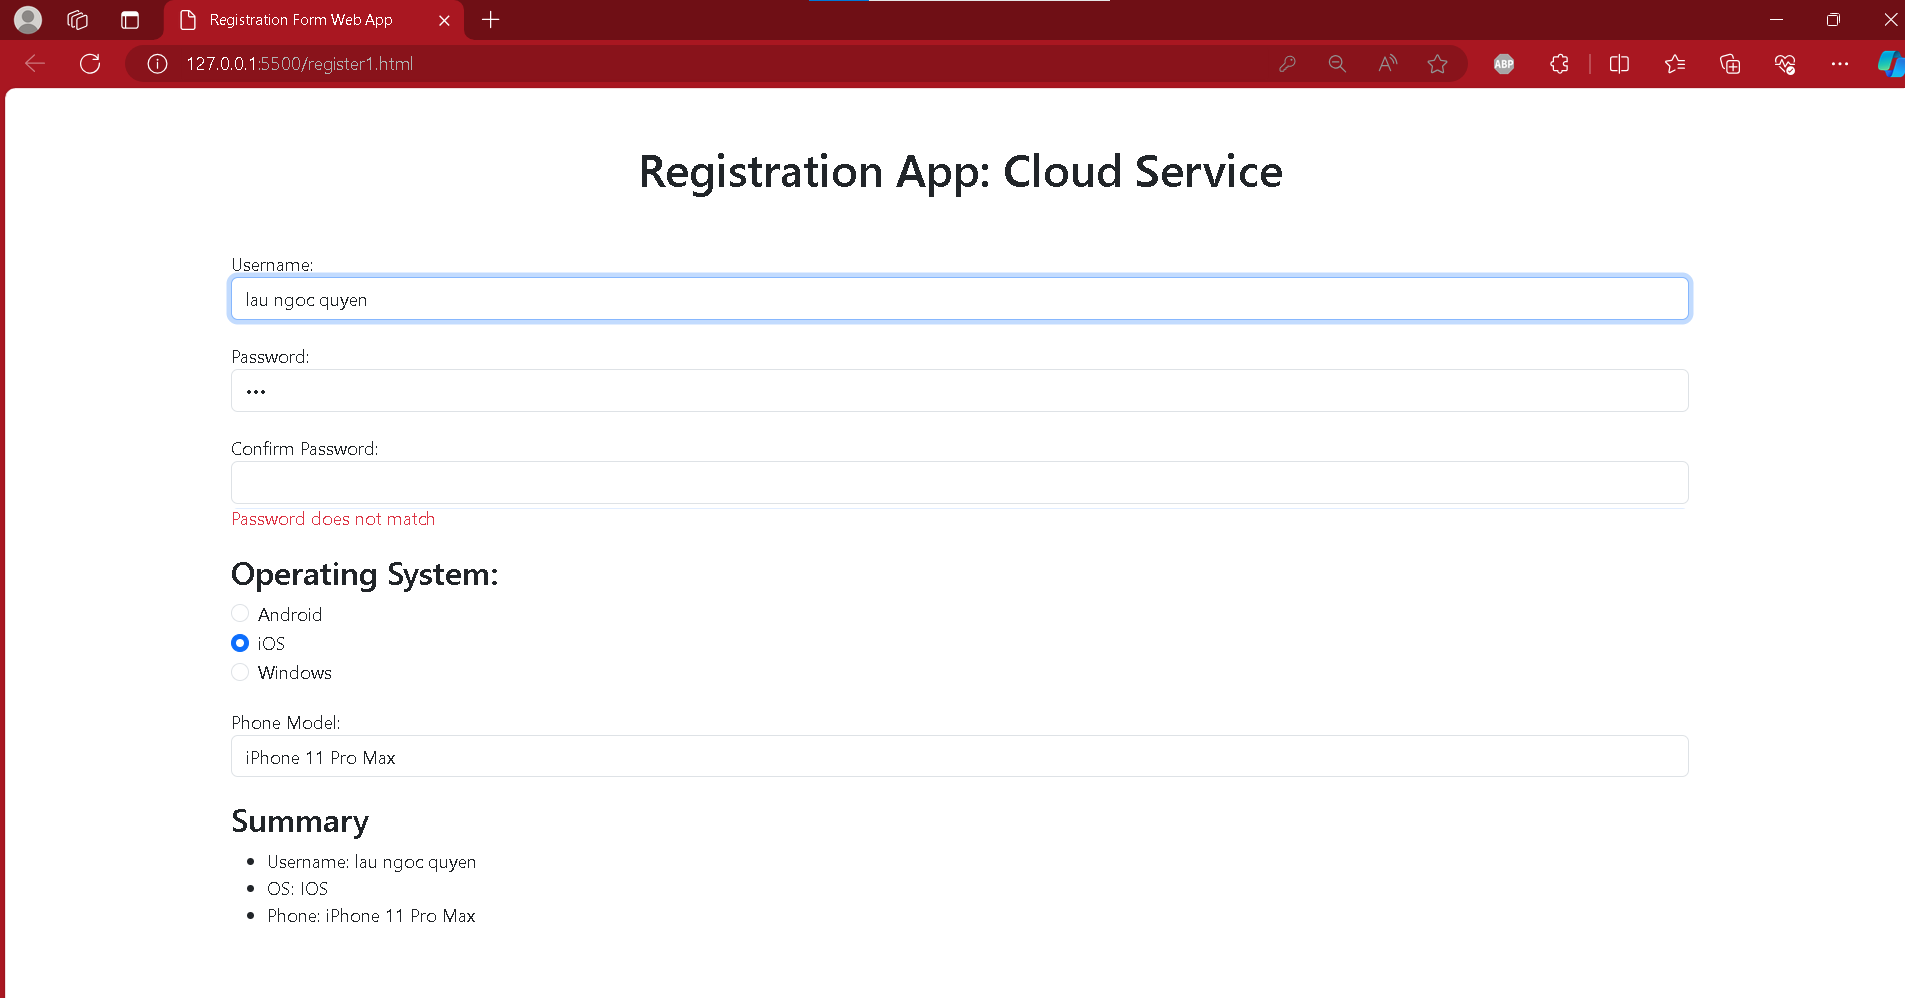 Registration Form Web App
127.0.0.1:5500/register1.html
ABP
Registration App: Cloud Service
Username:
lau ngoc quyen
Password:
•••
Confirm Password:
Password does not match
Operating System:
Android
iOS
Windows
Phone Model:
iPhone 11 Pro Max
Summary
• Username: lau ngoc quyen
• OS: IOS
• Phone: iPhone 11 Pro Max